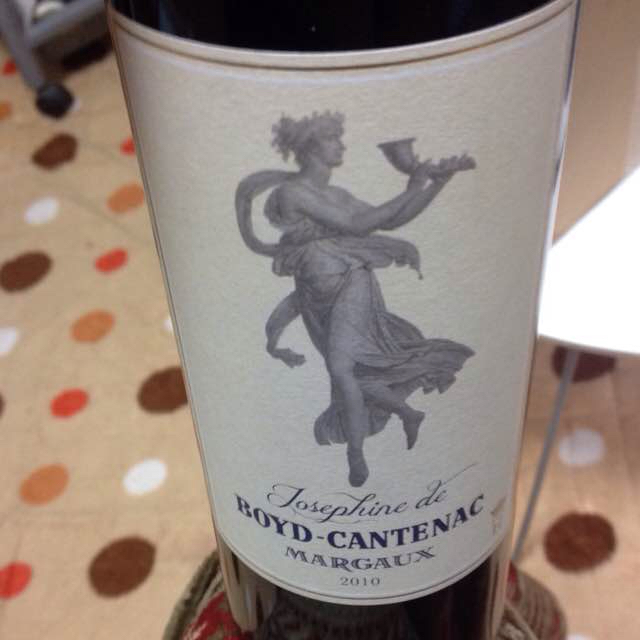 Josephine de
BOYD-CANTENAC
MARGAUX
2010